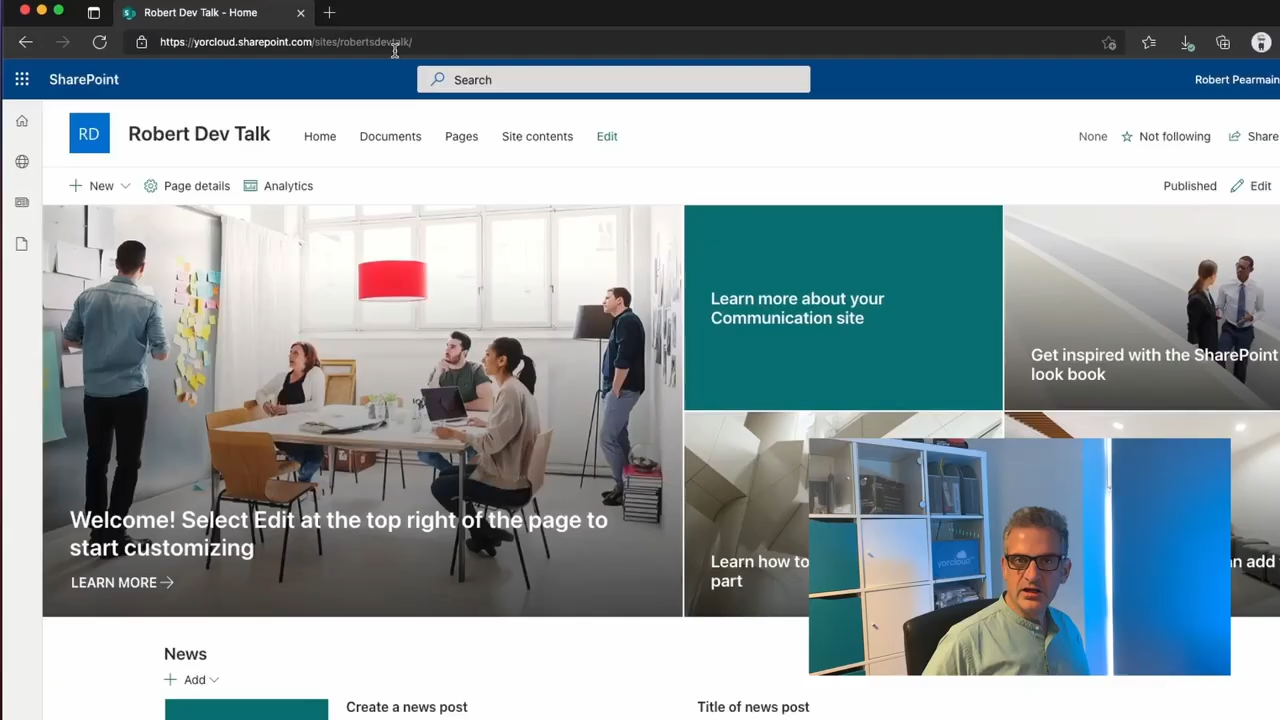 Robert Dev Talk - Home
https://yorcloud.sharepoint.com/sites/robertsdevtalk/
SharePoint
Search
Robert Pearmain
RD
Robert Dev Talk
Home
Documents
Pages
Site contents
Edit
None
Not following
Share
New
Page details
Analytics
Published
Edit
Welcome! Select Edit at the top right of the page to
start customizing
LEARN MORE
Learn more about your
Communication site
Get inspired with the SharePoint
look book
Learn how to
part
an add
yorcloud
News
Add
Create a news post
Title of news post